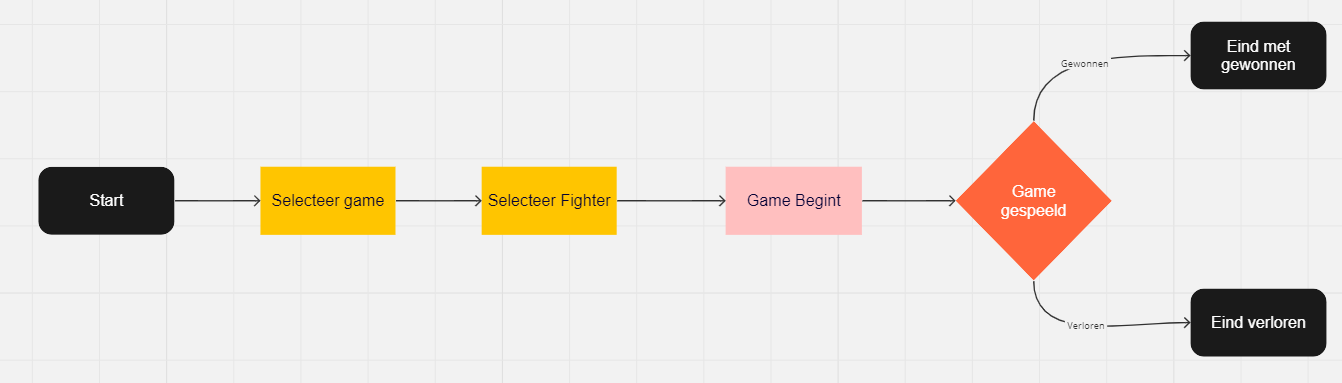 Start
Selecteer game
Selecteer Fighter
Game Begint
Game
gespeeld
Gewonnen
Eind met
gewonnen
Verloren
Eind verloren